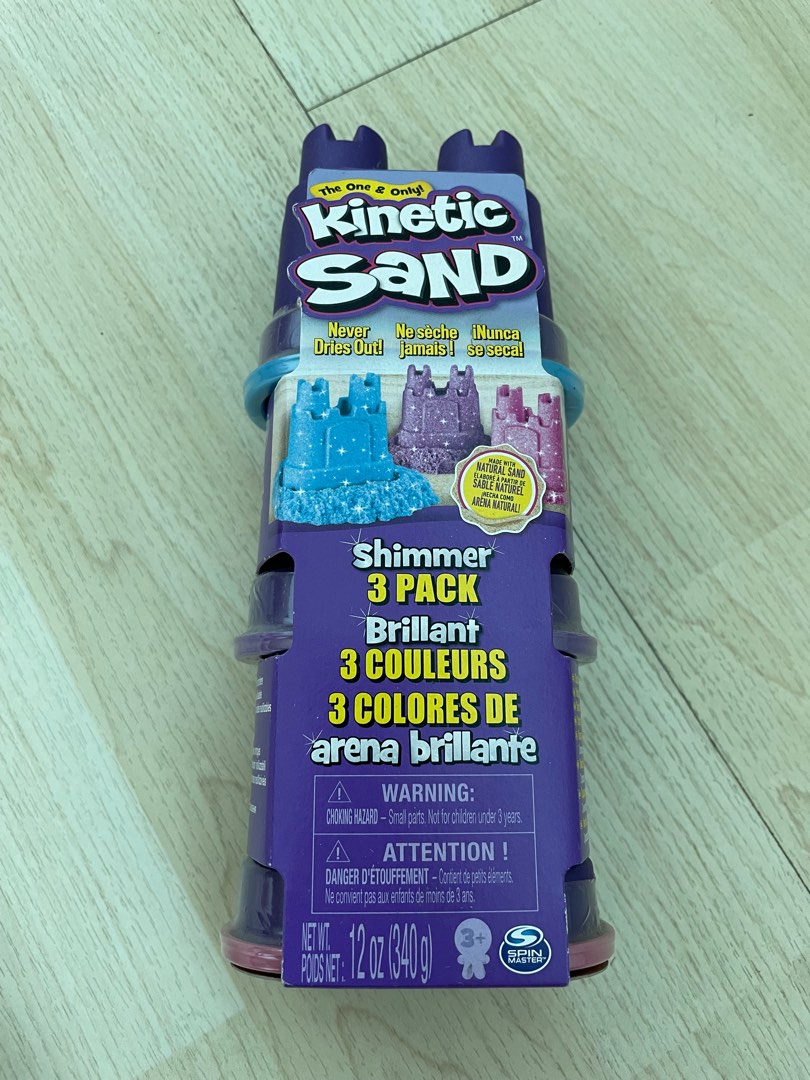 The One & Only!
Kinetic
SAND™
Never
Dries Out!
Ne sèche
jamais !
¡Nunca
se seca!
MADE WITH
NATURAL SAND
ÉLABORÉ À PARTIR DE
SABLE NATUREL
¡HECHA COMO
ARENA NATURAL!
Shimmer
3 PACK
Brillant
3 COULEURS
3 COLORES DE
arena brillante
WARNING:
CHOKING HAZARD – Small parts. Not for children under 3 years.
ATTENTION !
DANGER D'ÉTOUFFEMENT – Contient de petits éléments.
Ne convient pas aux enfants de moins de 3 ans.
NET WT.
POIDS NET : 12 oz (340 g)
3+
SPIN
MASTER™